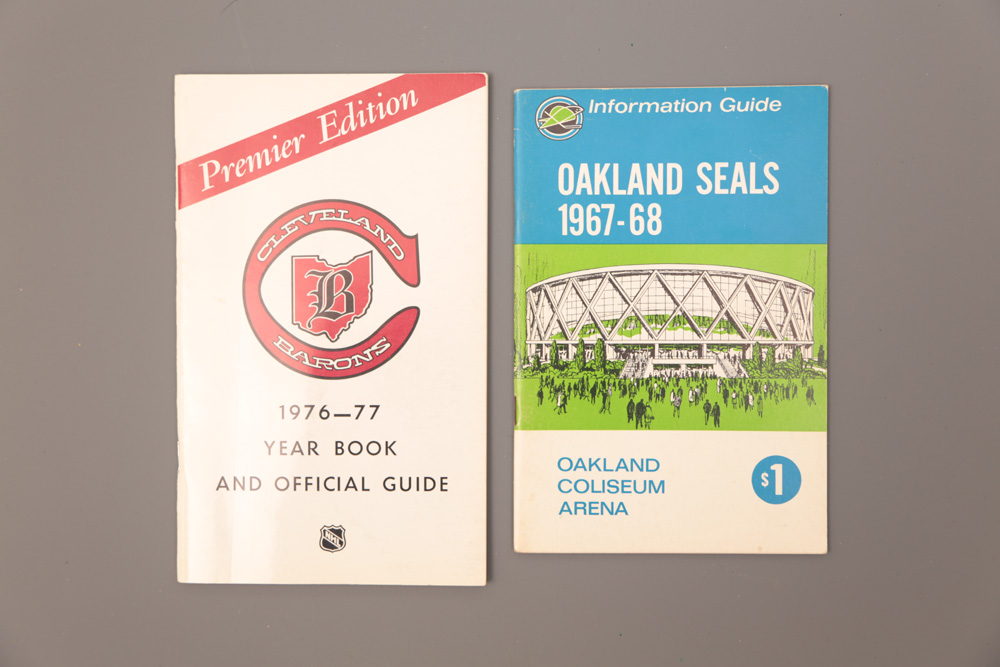 Premier Edition
CLEVELAND
B
BARONS
1976—77
YEAR BOOK
AND OFFICIAL GUIDE
NHL
Information Guide
OAKLAND SEALS
1967-68
OAKLAND
COLISEUM
ARENA
$1